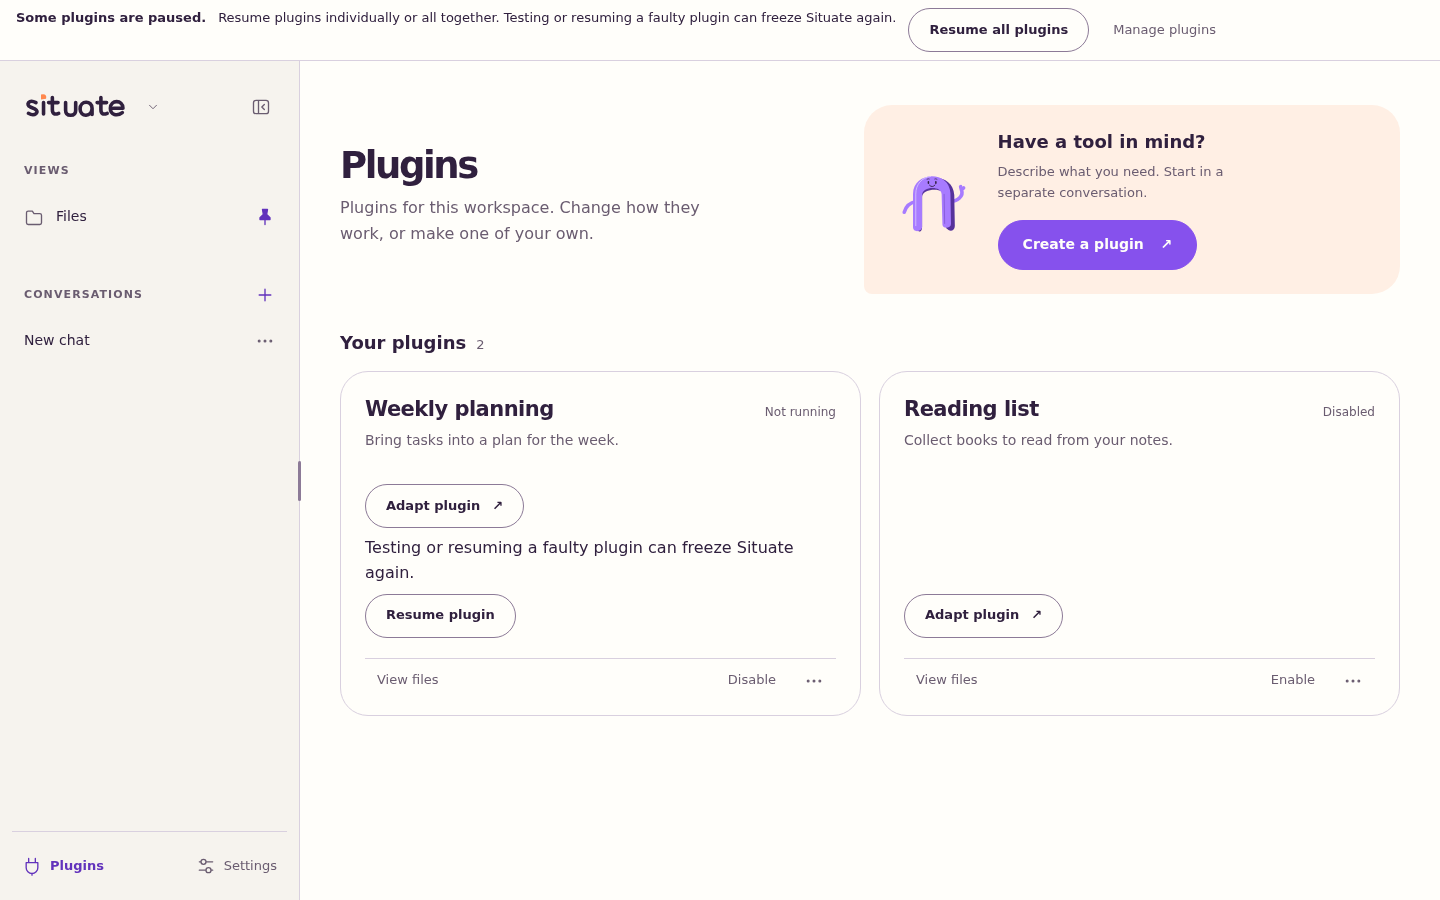 Some plugins are paused. Resume plugins individually or all together. Testing or resuming a faulty plugin can freeze Situate again.
Resume all plugins
Manage plugins
situate
VIEWS
Files
CONVERSATIONS
New chat
Plugins
Settings
Plugins
Plugins for this workspace. Change how they
work, or make one of your own.
Have a tool in mind?
Describe what you need. Start in a
separate conversation.
Create a plugin ↗
Your plugins 2
Weekly planning
Not running
Bring tasks into a plan for the week.
Adapt plugin ↗
Testing or resuming a faulty plugin can freeze Situate
again.
Resume plugin
View files
Disable
Reading list
Disabled
Collect books to read from your notes.
Adapt plugin ↗
View files
Enable